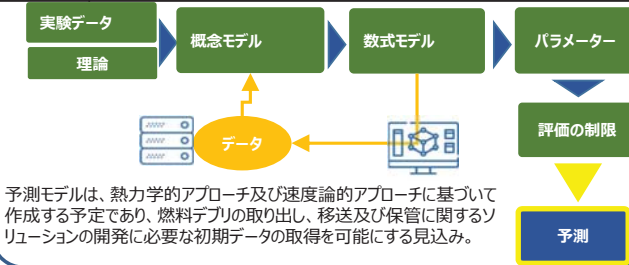 実験データ
理論
概念モデル
数式モデル
パラメーター
データ
評価の制限
予測
予測モデルは、熱力学的アプローチ及び速度論的アプローチに基づいて
作成する予定であり、燃料デブリの取り出し、移送及び保管に関するソ
リューションの開発に必要な初期データの取得を可能にする見込み。